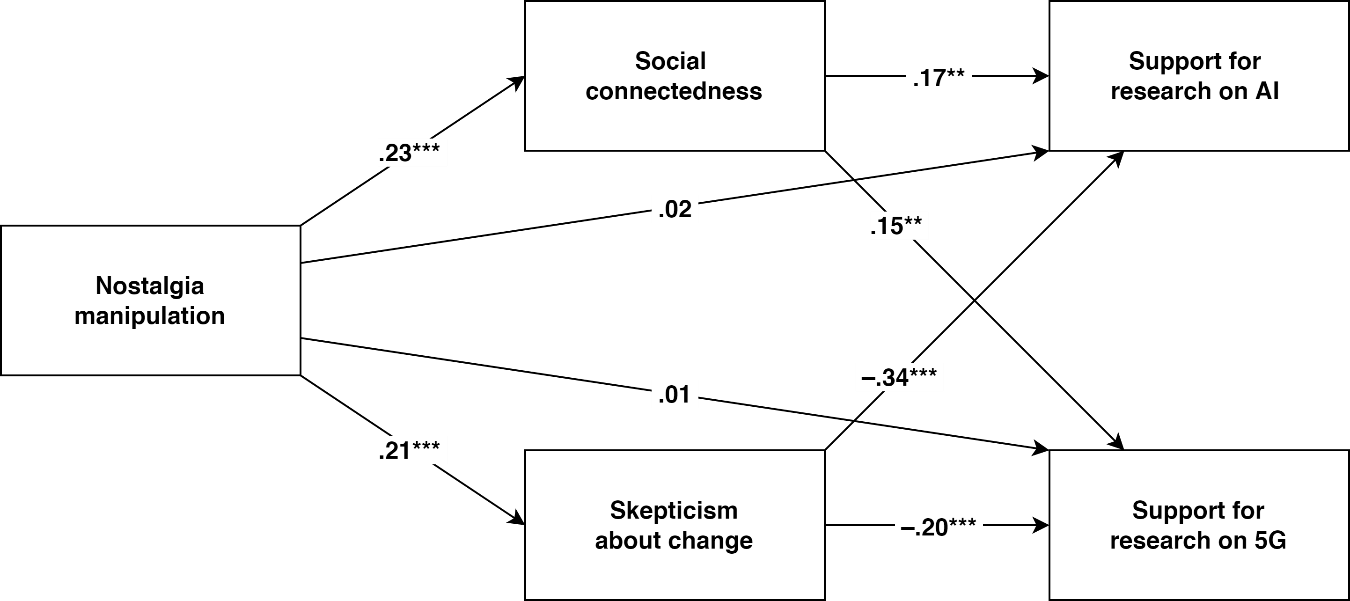 Social
connectedness
.17**
Support for
research on AI
.23***
.02
.15**
Nostalgia
manipulation
–.34***
.01
.21***
Skepticism
about change
–.20***
Support for
research on 5G